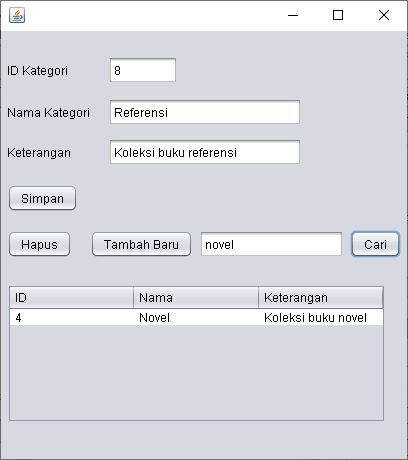 ID Kategori 8
Nama Kategori Referensi
Keterangan Koleksi buku referensi
Simpan
Hapus Tambah Baru novel Cari
ID Nama Keterangan
4 Novel Koleksi buku novel